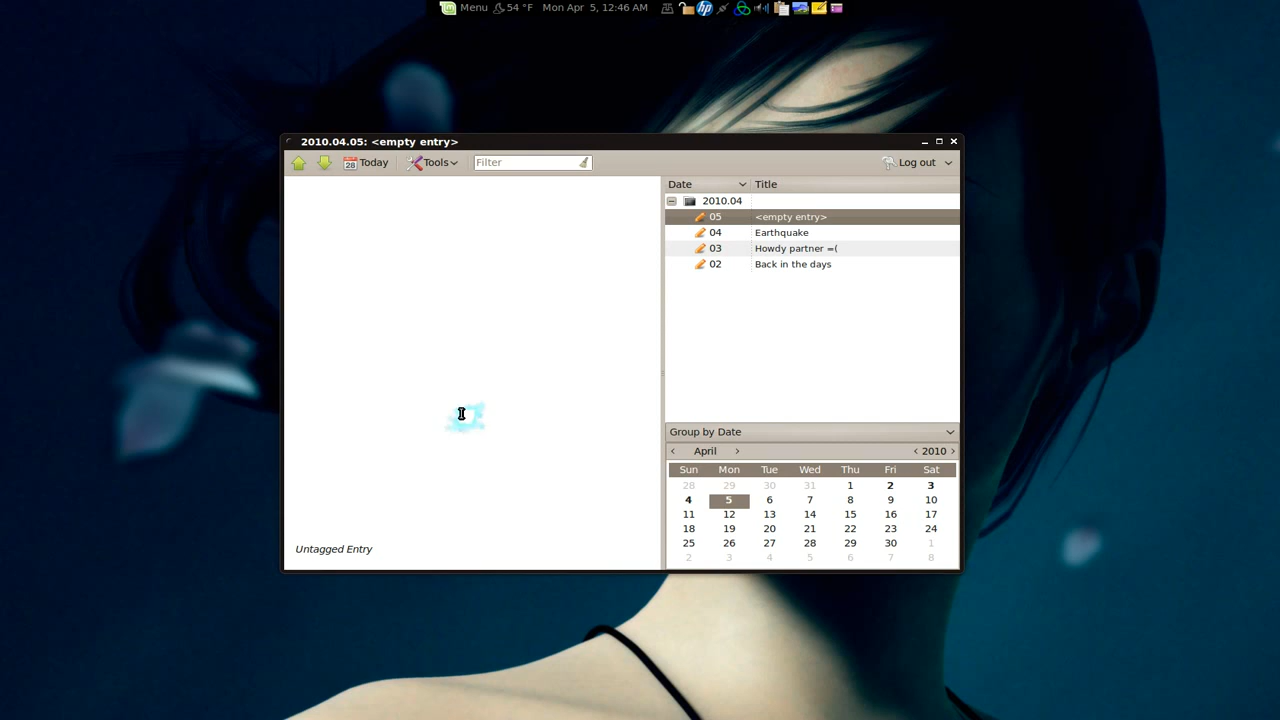 Menu 54 °F Mon Apr 5, 12:46 AM
2010.04.05: <empty entry>
28 Today Tools Filter Log out
Date Title
2010.04
05 <empty entry>
04 Earthquake
03 Howdy partner =(
02 Back in the days
Group by Date
April 2010
Sun Mon Tue Wed Thu Fri Sat
28 29 30 31 1 2 3
4 5 6 7 8 9 10
11 12 13 14 15 16 17
18 19 20 21 22 23 24
25 26 27 28 29 30 1
2 3 4 5 6 7 8
Untagged Entry